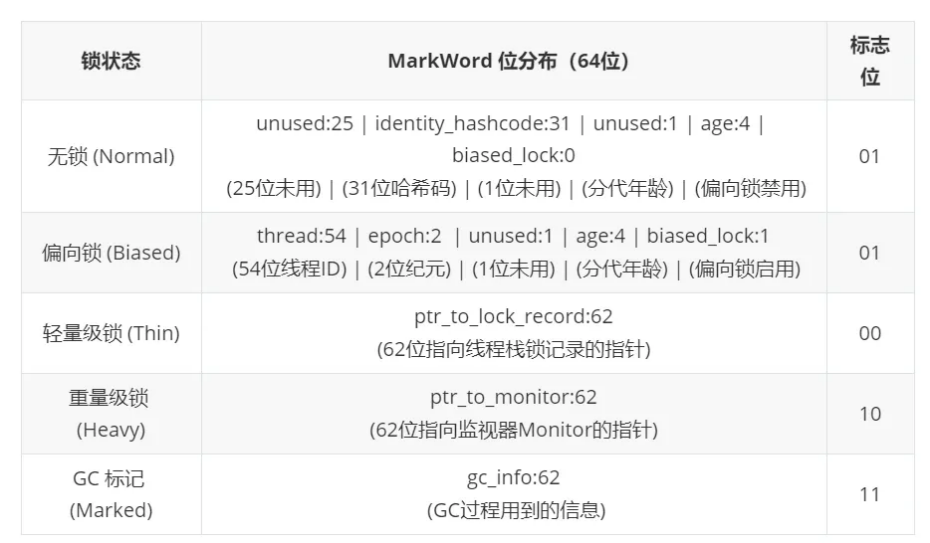 锁状态
MarkWord 位分布（64位）
标志
位
无锁 (Normal)
unused:25 | identity_hashcode:31 | unused:1 | age:4 |
biased_lock:0
(25位未用) | (31位哈希码) | (1位未用) | (分代年龄) | (偏向锁禁用)
01
偏向锁 (Biased)
thread:54 | epoch:2 | unused:1 | age:4 | biased_lock:1
(54位线程ID) | (2位纪元) | (1位未用) | (分代年龄) | (偏向锁启用)
01
轻量级锁 (Thin)
ptr_to_lock_record:62
(62位指向线程栈锁记录的指针)
00
重量级锁
(Heavy)
ptr_to_monitor:62
(62位指向监视器Monitor的指针)
10
GC 标记
(Marked)
gc_info:62
(GC过程用到的信息)
11